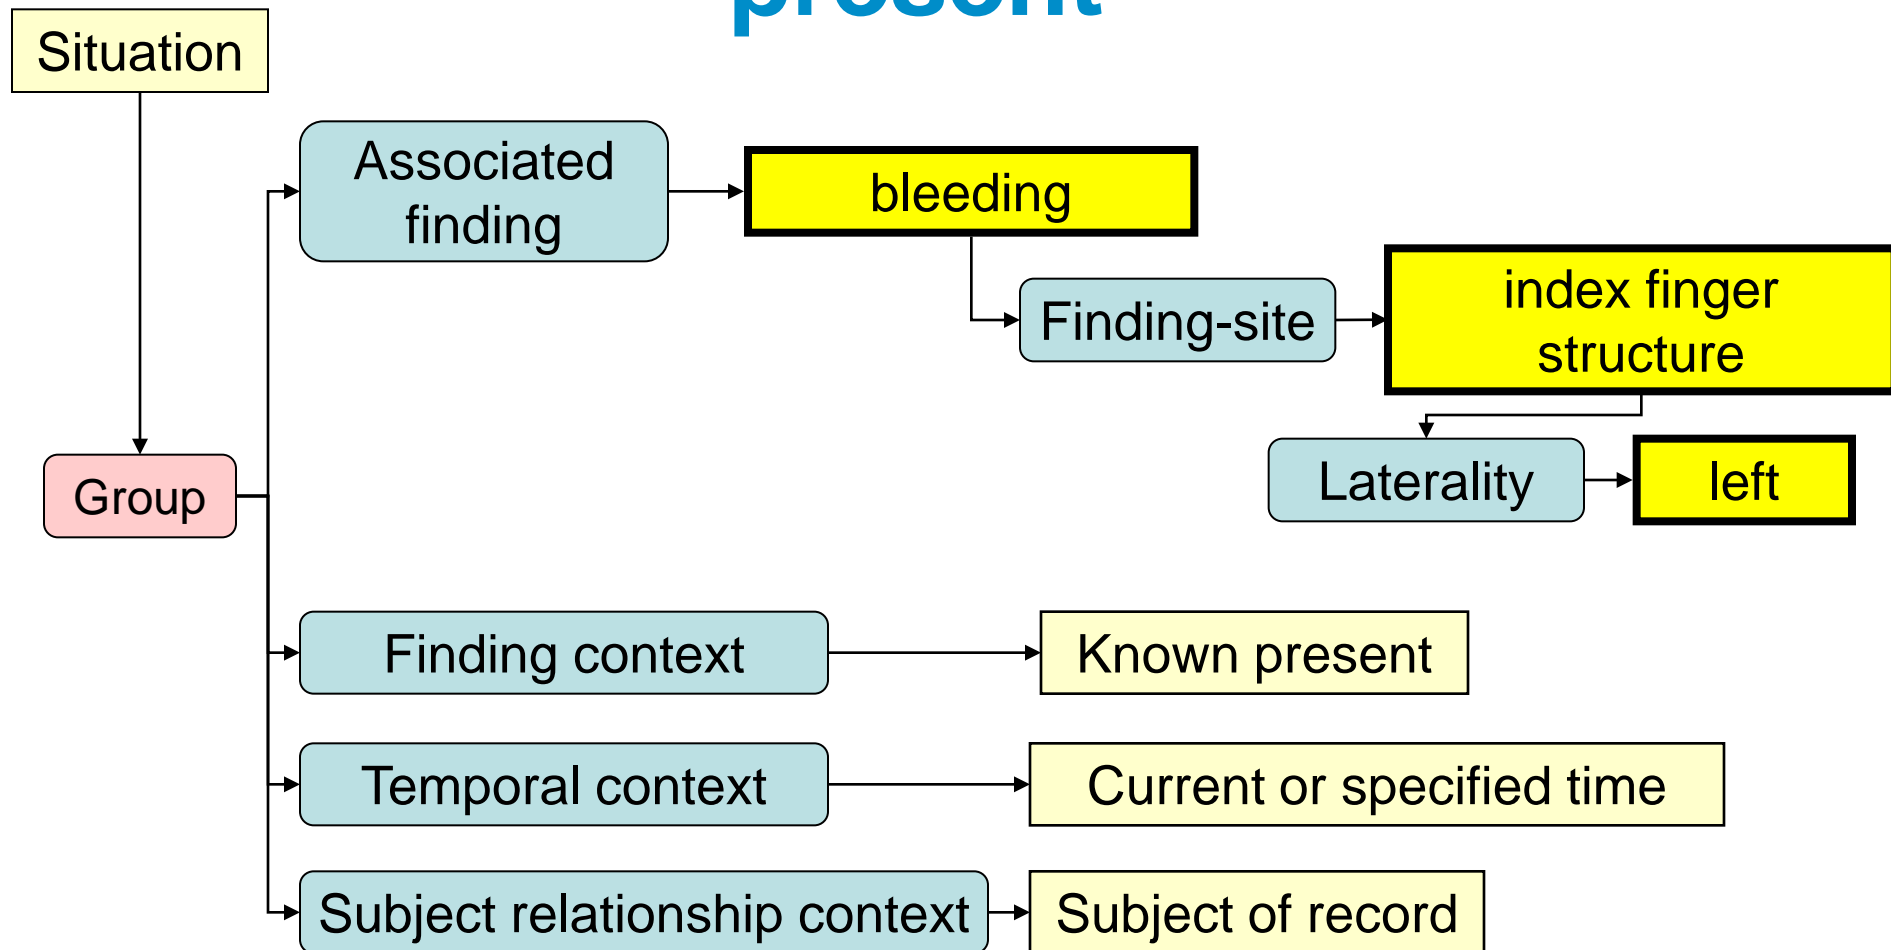 present
Situation
Associated
finding
bleeding
Finding-site
index finger
structure
Laterality
left
Group
Finding context
Known present
Temporal context
Current or specified time
Subject relationship context
Subject of record